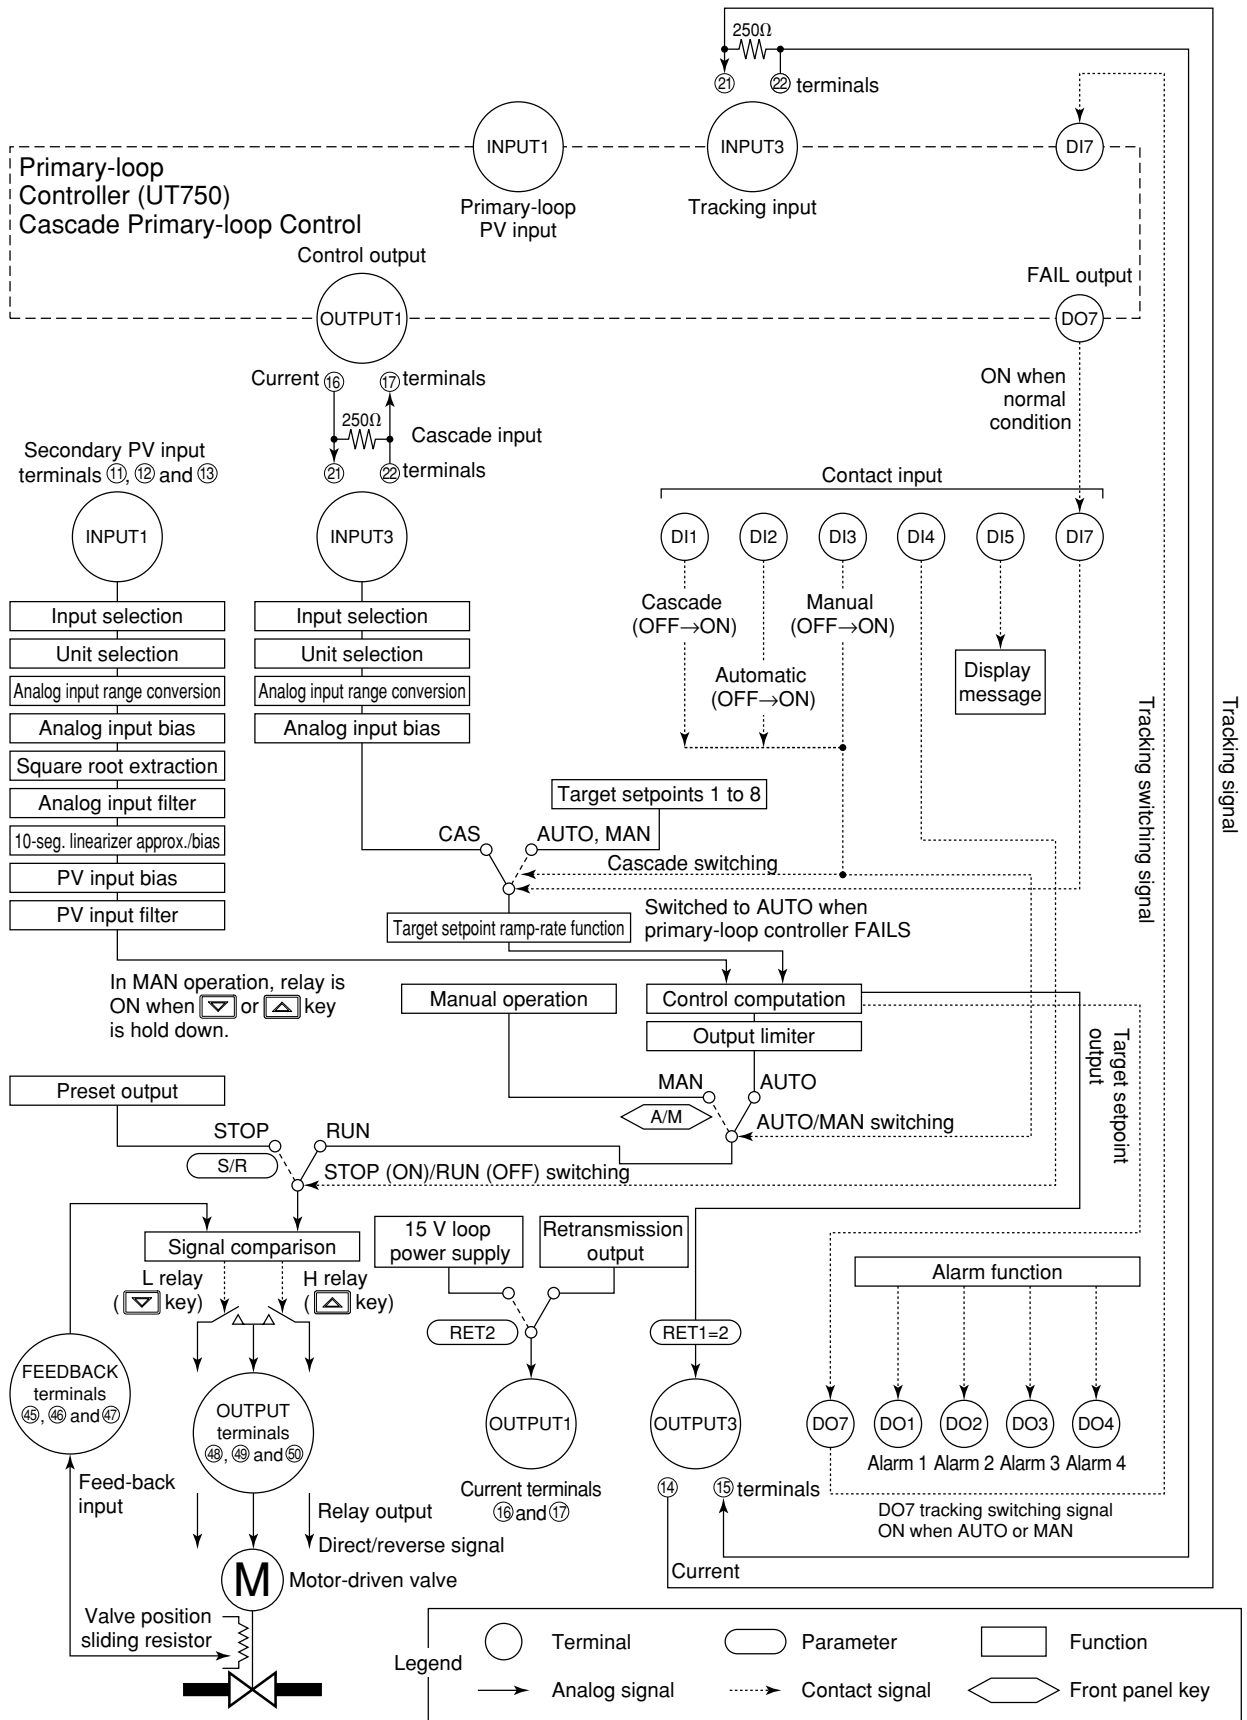 250Ω
㉑ ㉒ terminals
INPUT1
INPUT3
DI7
Primary-loop
Controller (UT750)
Cascade Primary-loop Control
Primary-loop
PV input
Tracking input
Control output
FAIL output
OUTPUT1
DO7
Current ⑯ ⑰ terminals
ON when
normal
condition
250Ω
Cascade input
Secondary PV input
terminals ⑪, ⑫ and ⑬
㉑ ㉒ terminals
Contact input
INPUT1
INPUT3
DI1
DI2
DI3
DI4
DI5
DI7
Cascade
(OFF→ON)
Manual
(OFF→ON)
Automatic
(OFF→ON)
Display
message
Tracking switching signal
Tracking signal
Input selection
Unit selection
Analog input range conversion
Analog input bias
Square root extraction
Analog input filter
10-seg. linearizer approx./bias
PV input bias
PV input filter
Input selection
Unit selection
Analog input range conversion
Analog input bias
Target setpoints 1 to 8
CAS
AUTO, MAN
Cascade switching
Switched to AUTO when
primary-loop controller FAILS
Target setpoint ramp-rate function
In MAN operation, relay is
ON when ▽ or △ key
is hold down.
Manual operation
Control computation
Output limiter
Target setpoint
output
Preset output
MAN
AUTO
A/M
AUTO/MAN switching
STOP
RUN
S/R
STOP (ON)/RUN (OFF) switching
Signal comparison
15 V loop
power supply
Retransmission
output
Alarm function
L relay
(▽ key)
H relay
(△ key)
RET2
RET1=2
FEEDBACK
terminals
㊺, ㊻ and ㊼
OUTPUT
terminals
㊽, ㊾ and ㊿
OUTPUT1
OUTPUT3
DO7
DO1
DO2
DO3
DO4
Alarm 1 Alarm 2 Alarm 3 Alarm 4
Feed-back
input
Current terminals
⑯ and ⑰
⑭ ⑮ terminals
Relay output
DO7 tracking switching signal
ON when AUTO or MAN
Direct/reverse signal
Current
M
Motor-driven valve
Valve position
sliding resistor
Legend
Terminal
Parameter
Function
Analog signal
Contact signal
Front panel key